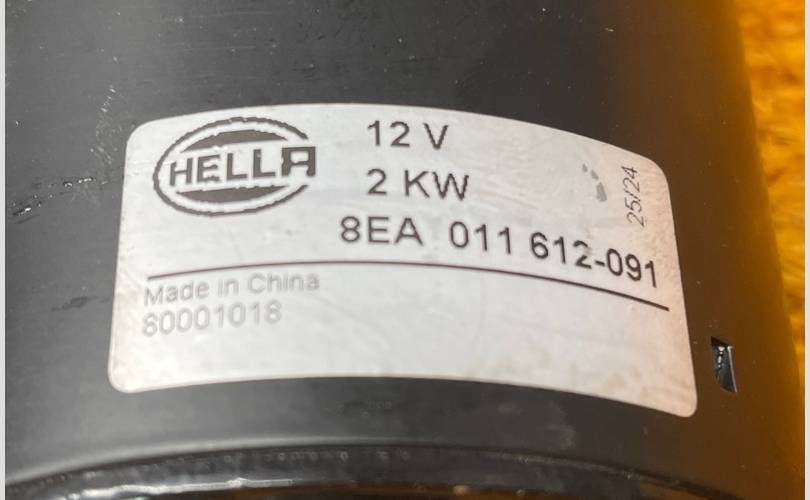 HELLA
12 V
2 KW
25/24
8EA 011 612-091
Made in China
80001018